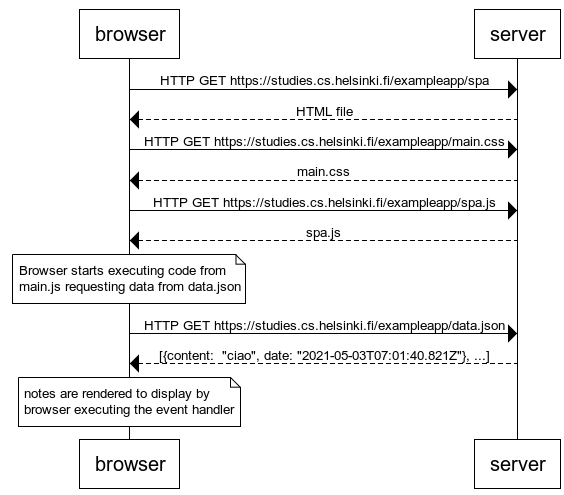 browser
server
HTTP GET https://studies.cs.helsinki.fi/exampleapp/spa
HTML file
HTTP GET https://studies.cs.helsinki.fi/exampleapp/main.css
main.css
HTTP GET https://studies.cs.helsinki.fi/exampleapp/spa.js
spa.js
Browser starts executing code from
main.js requesting data from data.json
HTTP GET https://studies.cs.helsinki.fi/exampleapp/data.json
[{content:  "ciao", date: "2021-05-03T07:01:40.821Z"}, ...]
notes are rendered to display by
browser executing the event handler
browser
server